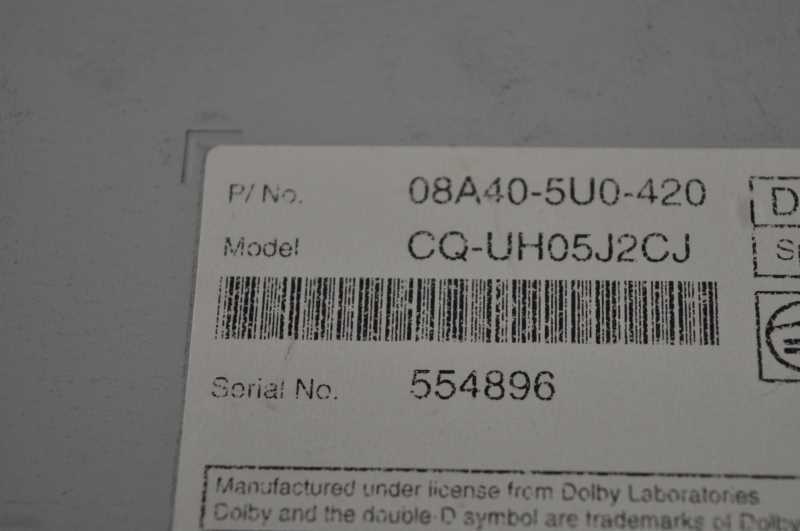 P/ No. 08A40-5U0-420
Model CQ-UH05J2CJ
D
Serial No. 554896
Manufactured under license from Dolby Laboratories
Dolby and the double-D symbol are trademarks of Dolby